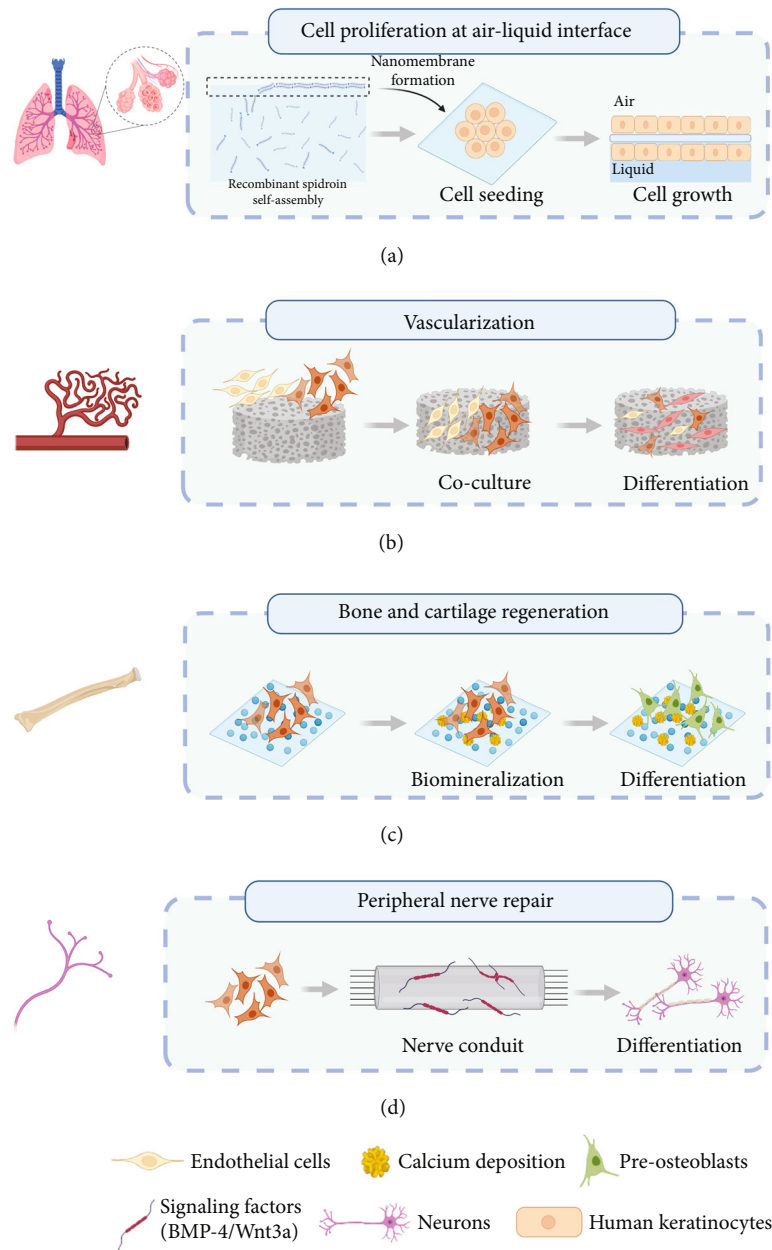 Cell proliferation at air-liquid interface
Nanomembrane
formation
Recombinant spidroin
self-assembly
Cell seeding
Air
Liquid
Cell growth
(a)
Vascularization
Co-culture
Differentiation
(b)
Bone and cartilage regeneration
Biomineralization
Differentiation
(c)
Peripheral nerve repair
Nerve conduit
Differentiation
(d)
Endothelial cells
Calcium deposition
Pre-osteoblasts
Signaling factors
(BMP-4/Wnt3a)
Neurons
Human keratinocytes